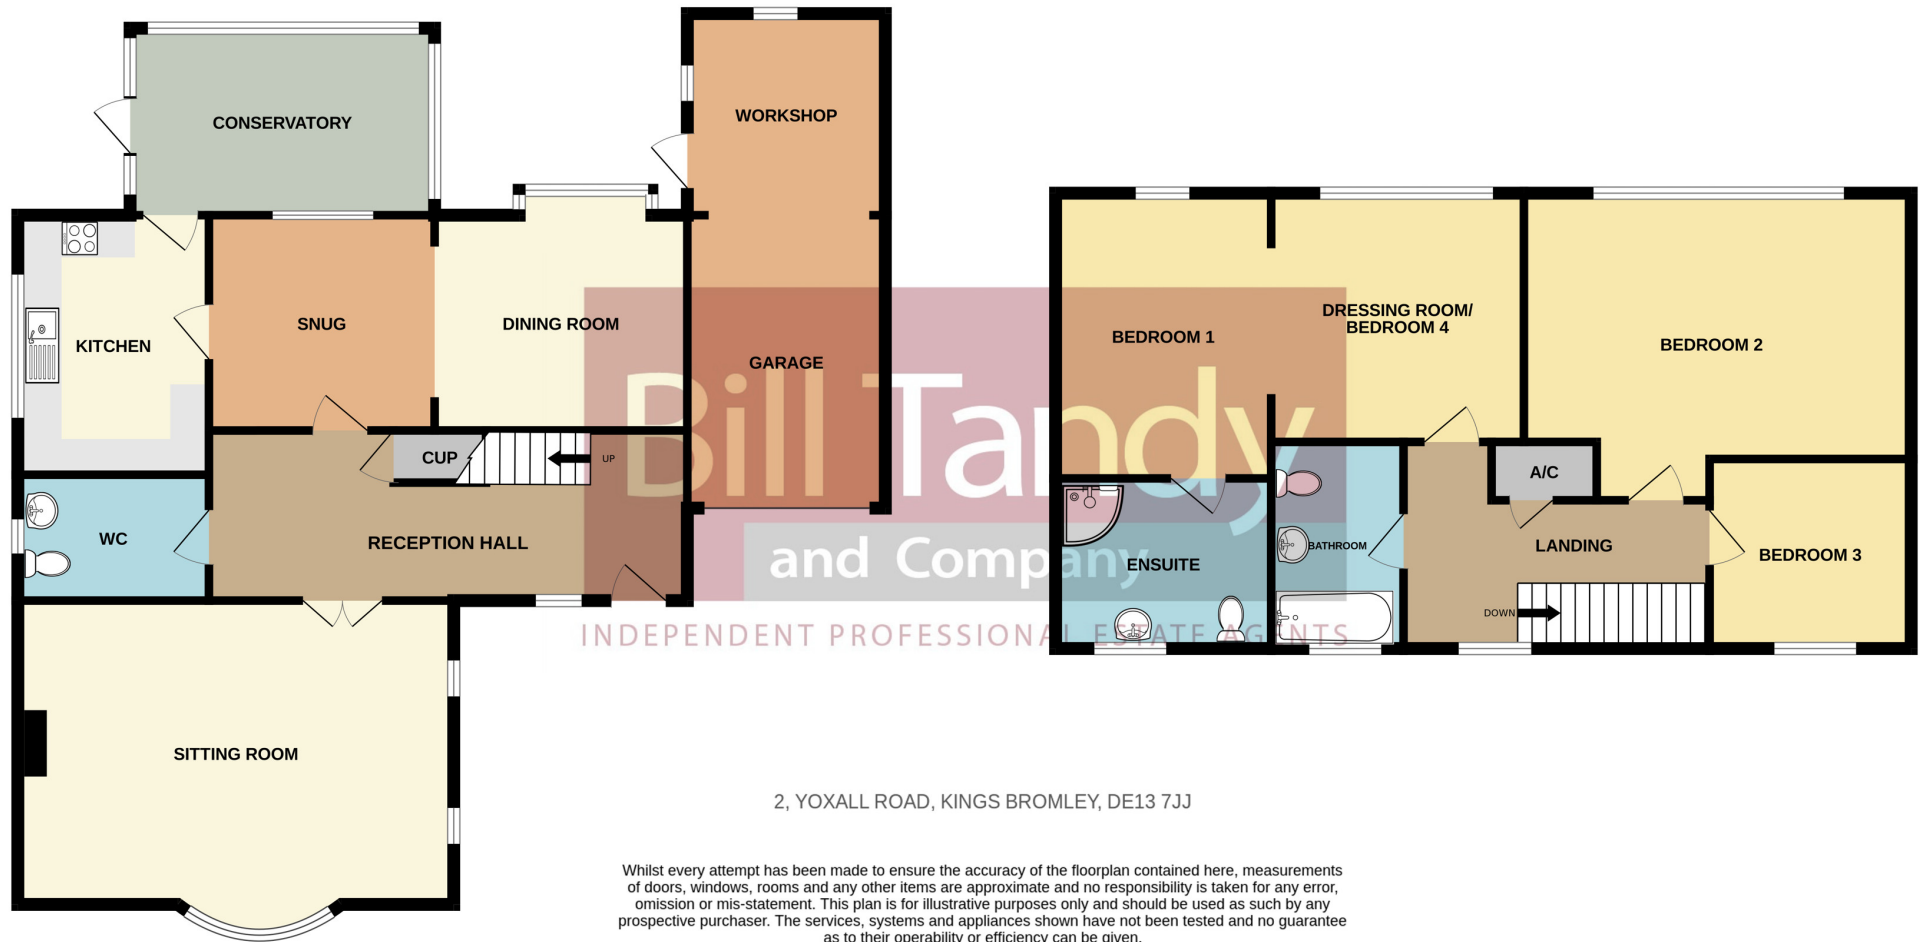 CONSERVATORY
WORKSHOP
KITCHEN
SNUG
DINING ROOM
GARAGE
CUP
UP
WC
RECEPTION HALL
SITTING ROOM
BEDROOM 1
DRESSING ROOM/
BEDROOM 4
BEDROOM 2
A/C
BATHROOM
LANDING
BEDROOM 3
ENSUITE
DOWN
Bill Tandy
and Company
INDEPENDENT PROFESSIONAL ESTATE AGENTS
2, YOXALL ROAD, KINGS BROMLEY, DE13 7JJ
Whilst every attempt has been made to ensure the accuracy of the floorplan contained here, measurements
of doors, windows, rooms and any other items are approximate and no responsibility is taken for any error,
omission or mis-statement. This plan is for illustrative purposes only and should be used as such by any
prospective purchaser. The services, systems and appliances shown have not been tested and no guarantee
as to their operability or efficiency can be given.